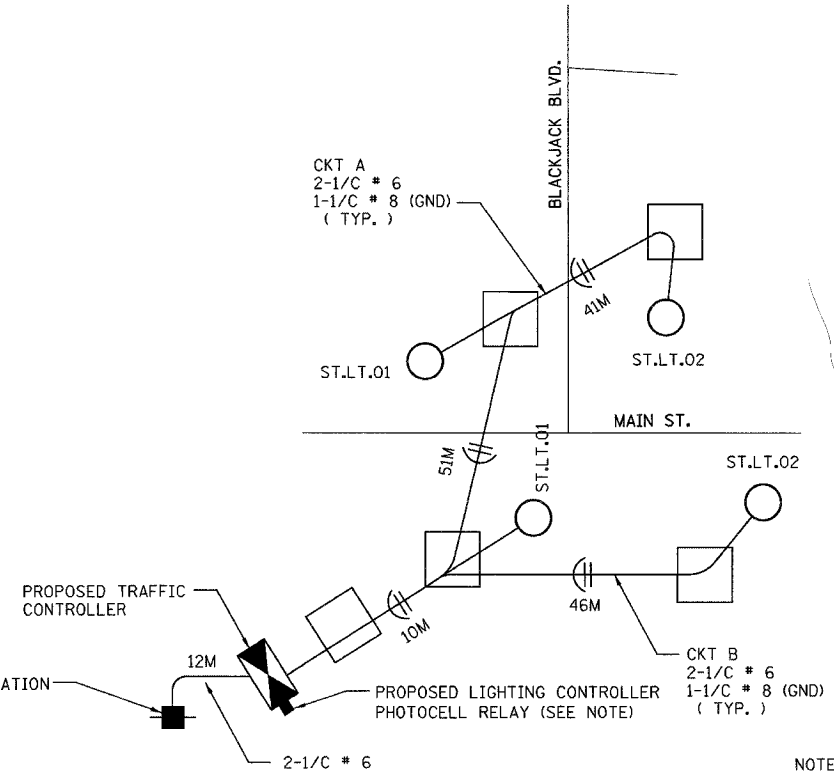 BLACKJACK BLVD.
CKT A
2-1/C # 6
1-1/C # 8 (GND)
( TYP. )
41M
ST.LT.01
ST.LT.02
MAIN ST.
51M
ST.LT.01
ST.LT.02
PROPOSED TRAFFIC
CONTROLLER
10M
46M
12M
ATION
CKT B
2-1/C # 6
1-1/C # 8 (GND)
( TYP. )
PROPOSED LIGHTING CONTROLLER
PHOTOCELL RELAY (SEE NOTE)
2-1/C # 6
NOTE